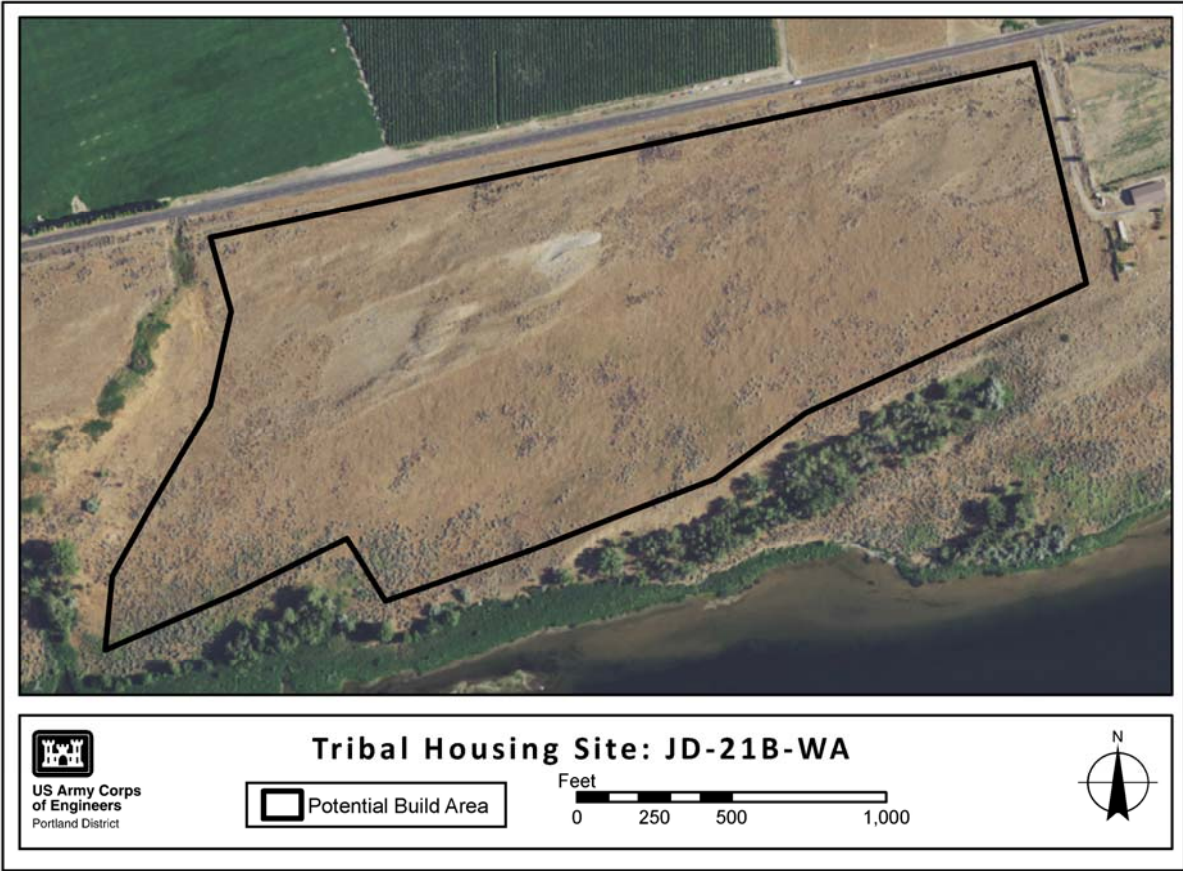 US Army Corps
of Engineers
Portland District
Tribal Housing Site: JD-21B-WA
Potential Build Area
Feet
0 250 500 1,000
N